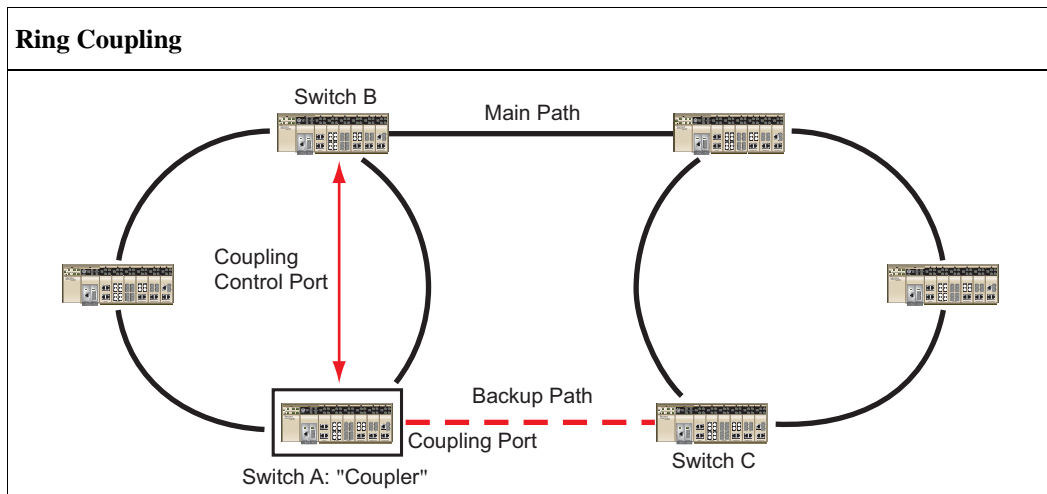 Ring Coupling
Switch B
Main Path
Coupling
Control Port
Backup Path
Coupling Port
Switch C
Switch A: "Coupler"